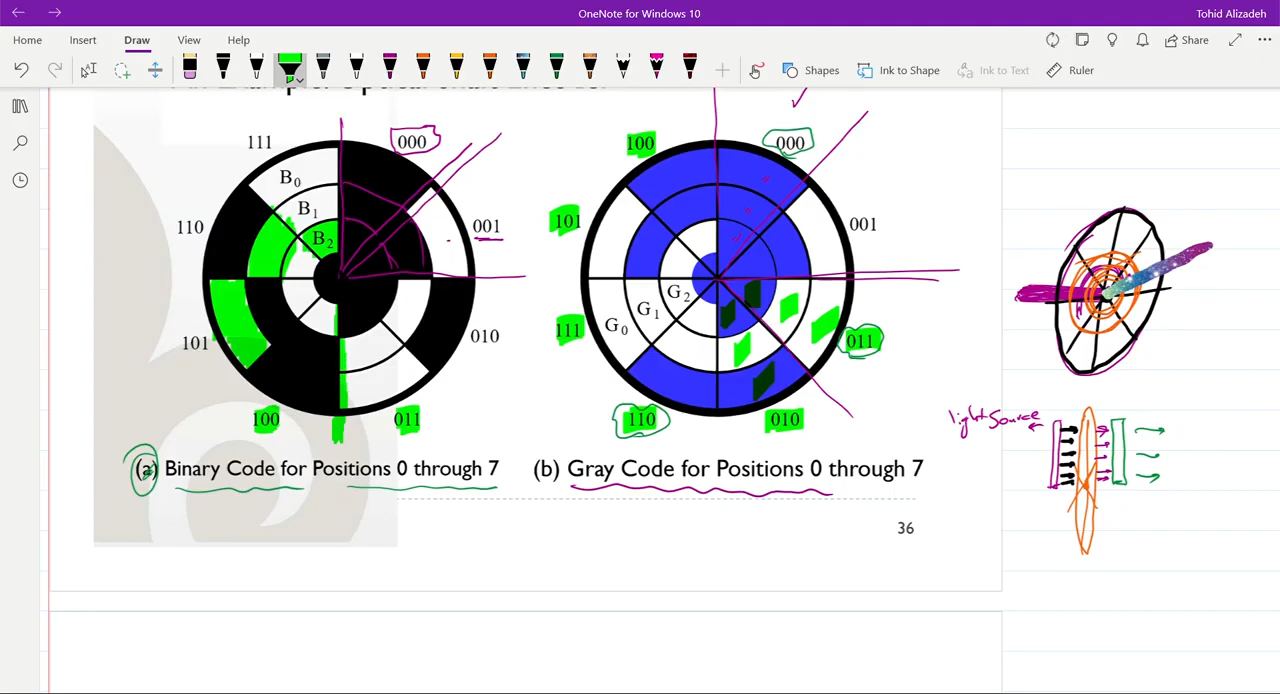 OneNote for Windows 10
Tohid Alizadeh
Home Insert Draw View Help
Share
Shapes Ink to Shape Ink to Text Ruler
111 000
B0
B1
B2
110 001
101 010
100 011
100 000
101 001
G2
G1
G0
111 011
110 010
light Source
(a) Binary Code for Positions 0 through 7
(b) Gray Code for Positions 0 through 7
36